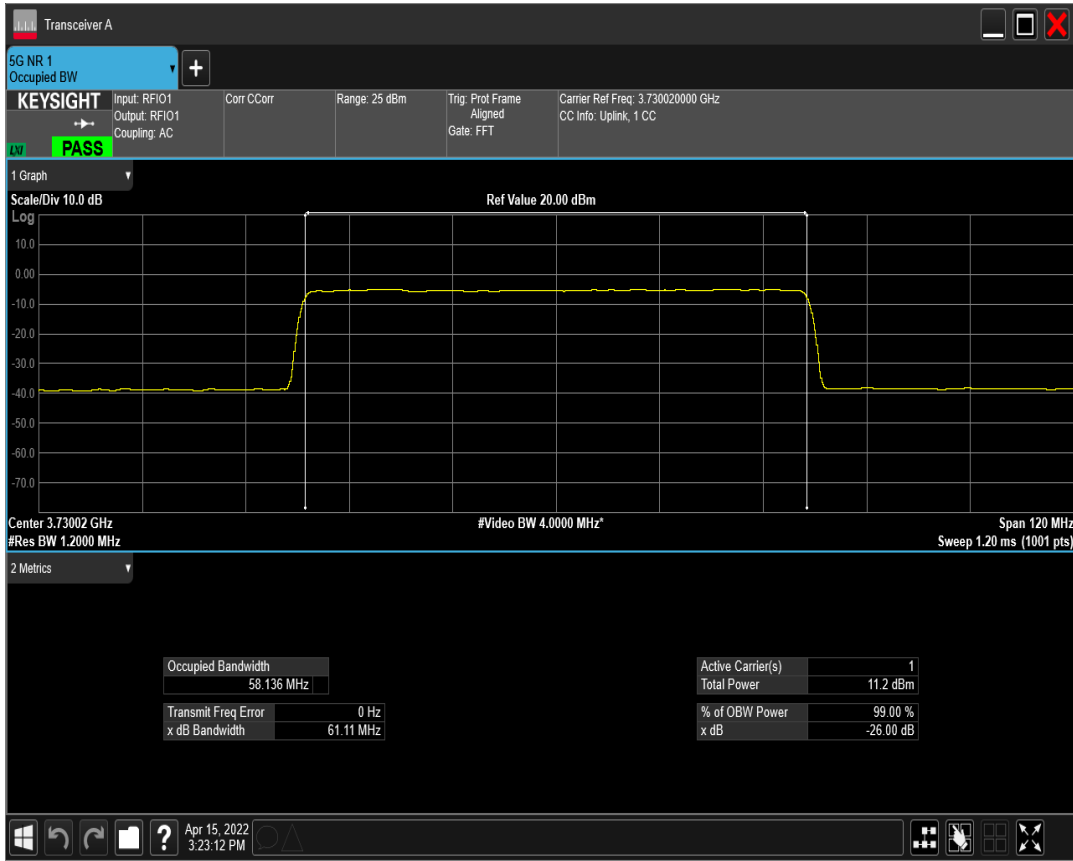 Transceiver A
5G NR 1
Occupied BW
KEYSIGHT
LXI
PASS
Input: RFIO1
Output: RFIO1
Coupling: AC
Corr CCorr
Range: 25 dBm
Trig: Prot Frame
Aligned
Gate: FFT
Carrier Ref Freq: 3.730020000 GHz
CC Info: Uplink, 1 CC
1 Graph
Scale/Div 10.0 dB
Ref Value 20.00 dBm
Log
10.0
0.00
-10.0
-20.0
-30.0
-40.0
-50.0
-60.0
-70.0
Center 3.73002 GHz
#Video BW 4.0000 MHz*
Span 120 MHz
#Res BW 1.2000 MHz
Sweep 1.20 ms (1001 pts)
2 Metrics
Occupied Bandwidth
58.136 MHz
Transmit Freq Error 0 Hz
x dB Bandwidth 61.11 MHz
Active Carrier(s) 1
Total Power 11.2 dBm
% of OBW Power 99.00 %
x dB -26.00 dB
?
Apr 15, 2022
3:23:12 PM